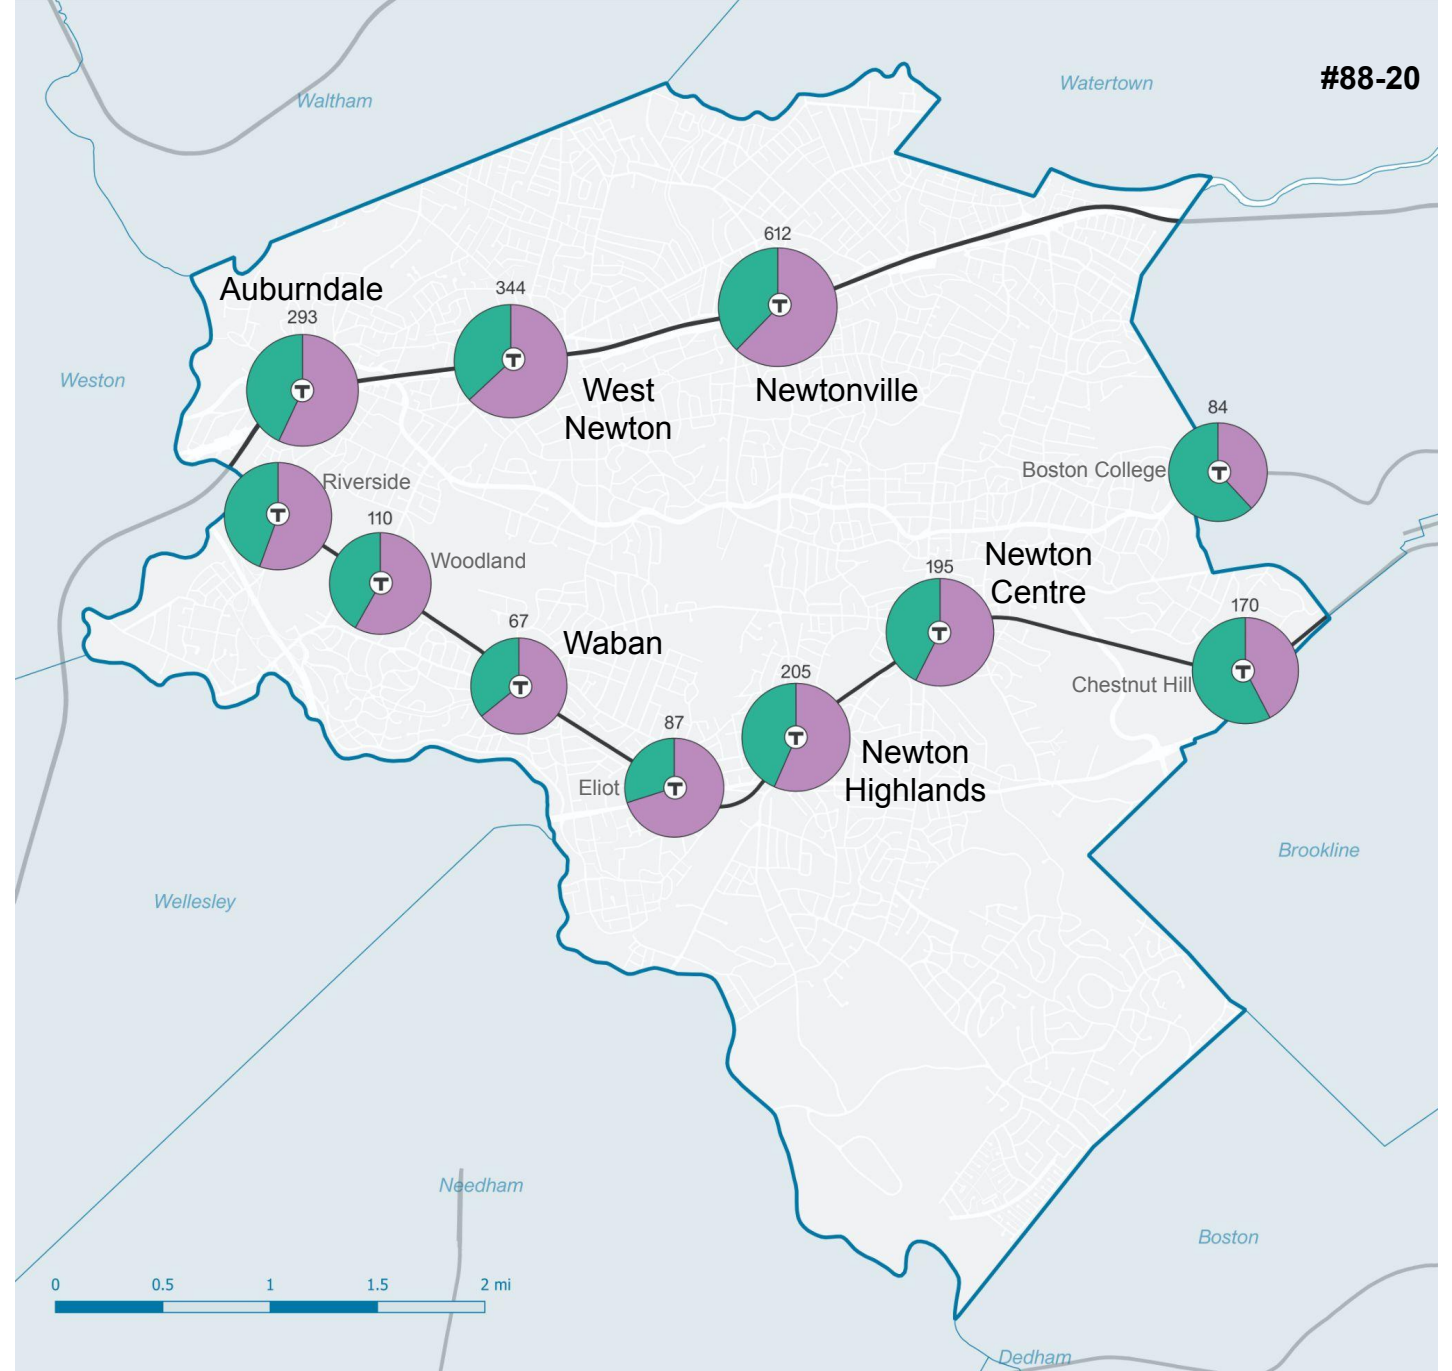 #88-20
Watertown
Waltham
612
Auburndale
344
293
Weston
West
Newton
Newtonville
84
Boston College
Riverside
110
Woodland
Newton
Centre
195
170
67
Waban
205
Chestnut Hill
87
Newton
Highlands
Eliot
Brookline
Wellesley
Needham
Boston
0 0.5 1 1.5 2 mi
Dedham
T
T
T
T
T
T
T
T
T
T
T